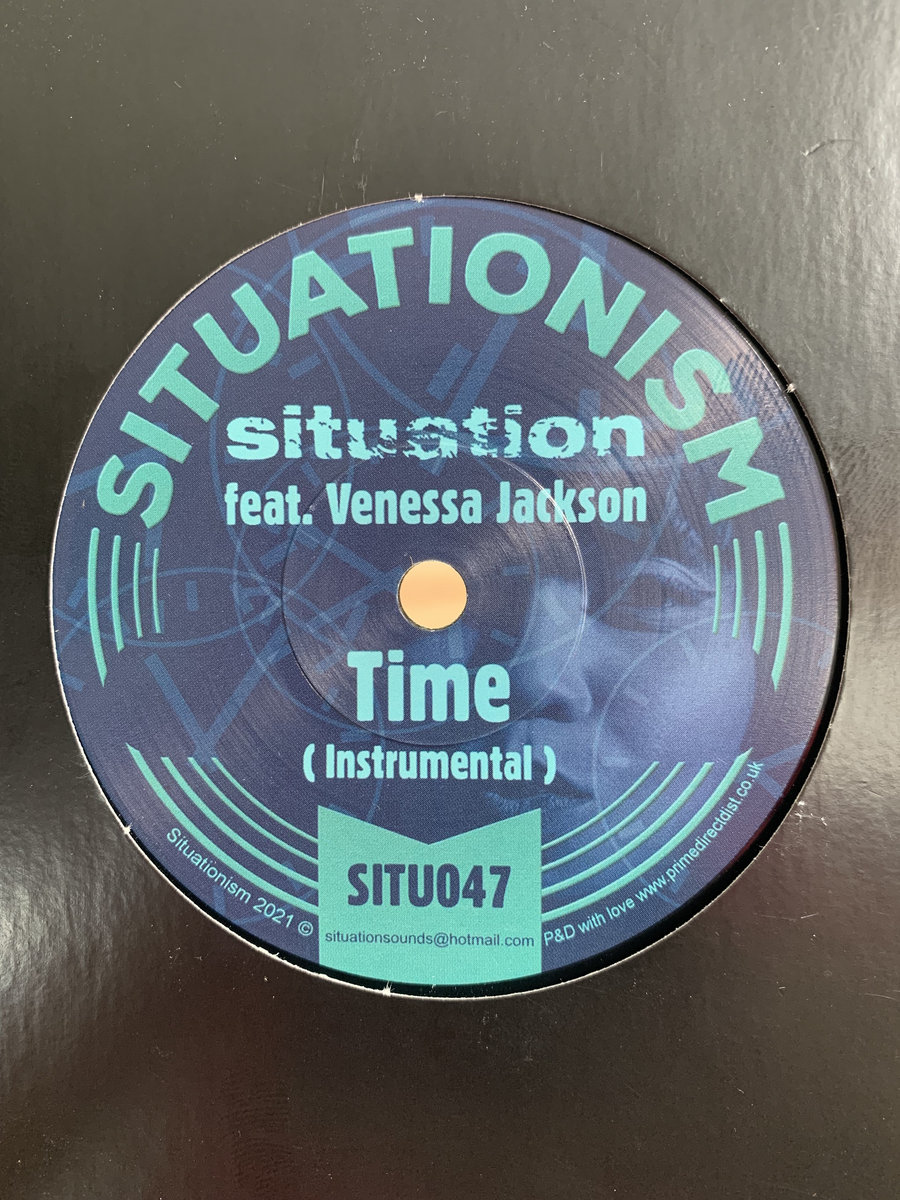 SITUATIONISM
situation
feat. Venessa Jackson
Time
( Instrumental )
SITU047
situationsounds@hotmail.com
Situationism 2021 ©
P&D with love www.primedirectdist.co.uk